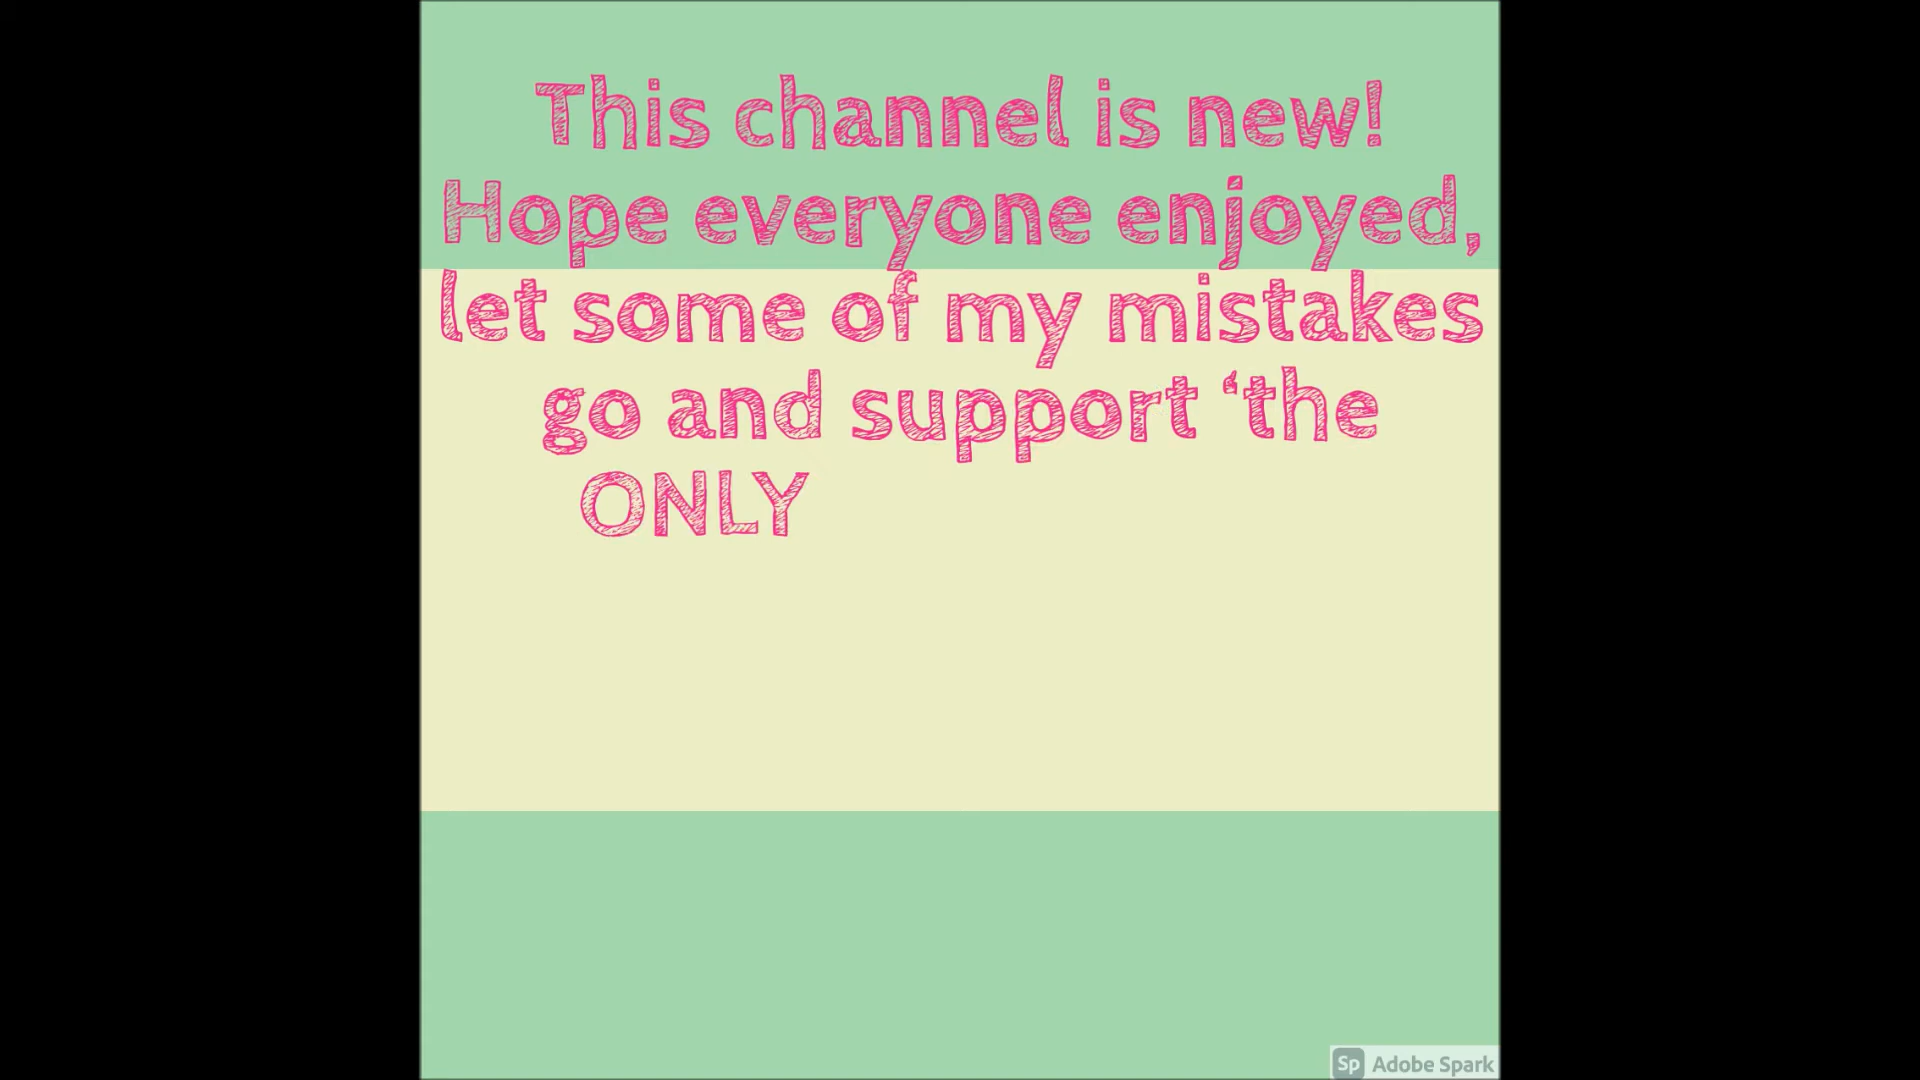 This channel is new!
Hope everyone enjoyed,
let some of my mistakes
go and support ‘the
ONLY
Sp Adobe Spark